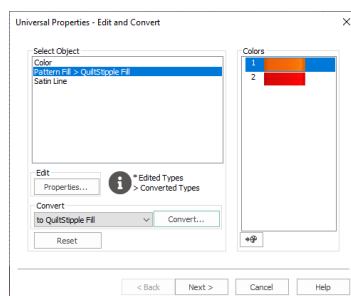 Universal Properties - Edit and Convert
Select Object
Color
Pattern Fill > QuiltStipple Fill
Satin Line
Edit
Properties...
* Edited Types
> Converted Types
Convert
to QuiltStipple Fill
Convert...
Reset
Colors
1
2
< Back
Next >
Cancel
Help